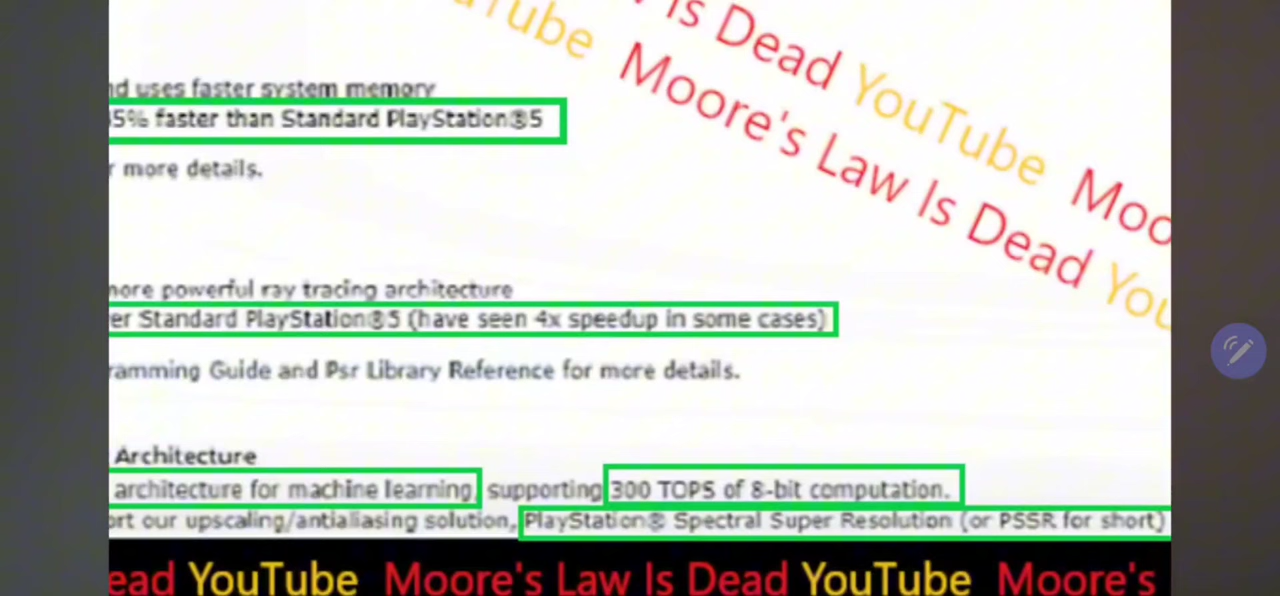 Is Dead YouTube Moo
YouTube Moore's Law Is Dead You
nd uses faster system memory
5% faster than Standard PlayStation®5
r more details.
more powerful ray tracing architecture
er Standard PlayStation®5 (have seen 4x speedup in some cases)
ramming Guide and Psr Library Reference for more details.
Architecture
architecture for machine learning, supporting 300 TOPS of 8-bit computation.
ort our upscaling/antialiasing solution, PlayStation® Spectral Super Resolution (or PSSR for short)
ead YouTube Moore's Law Is Dead YouTube Moore's